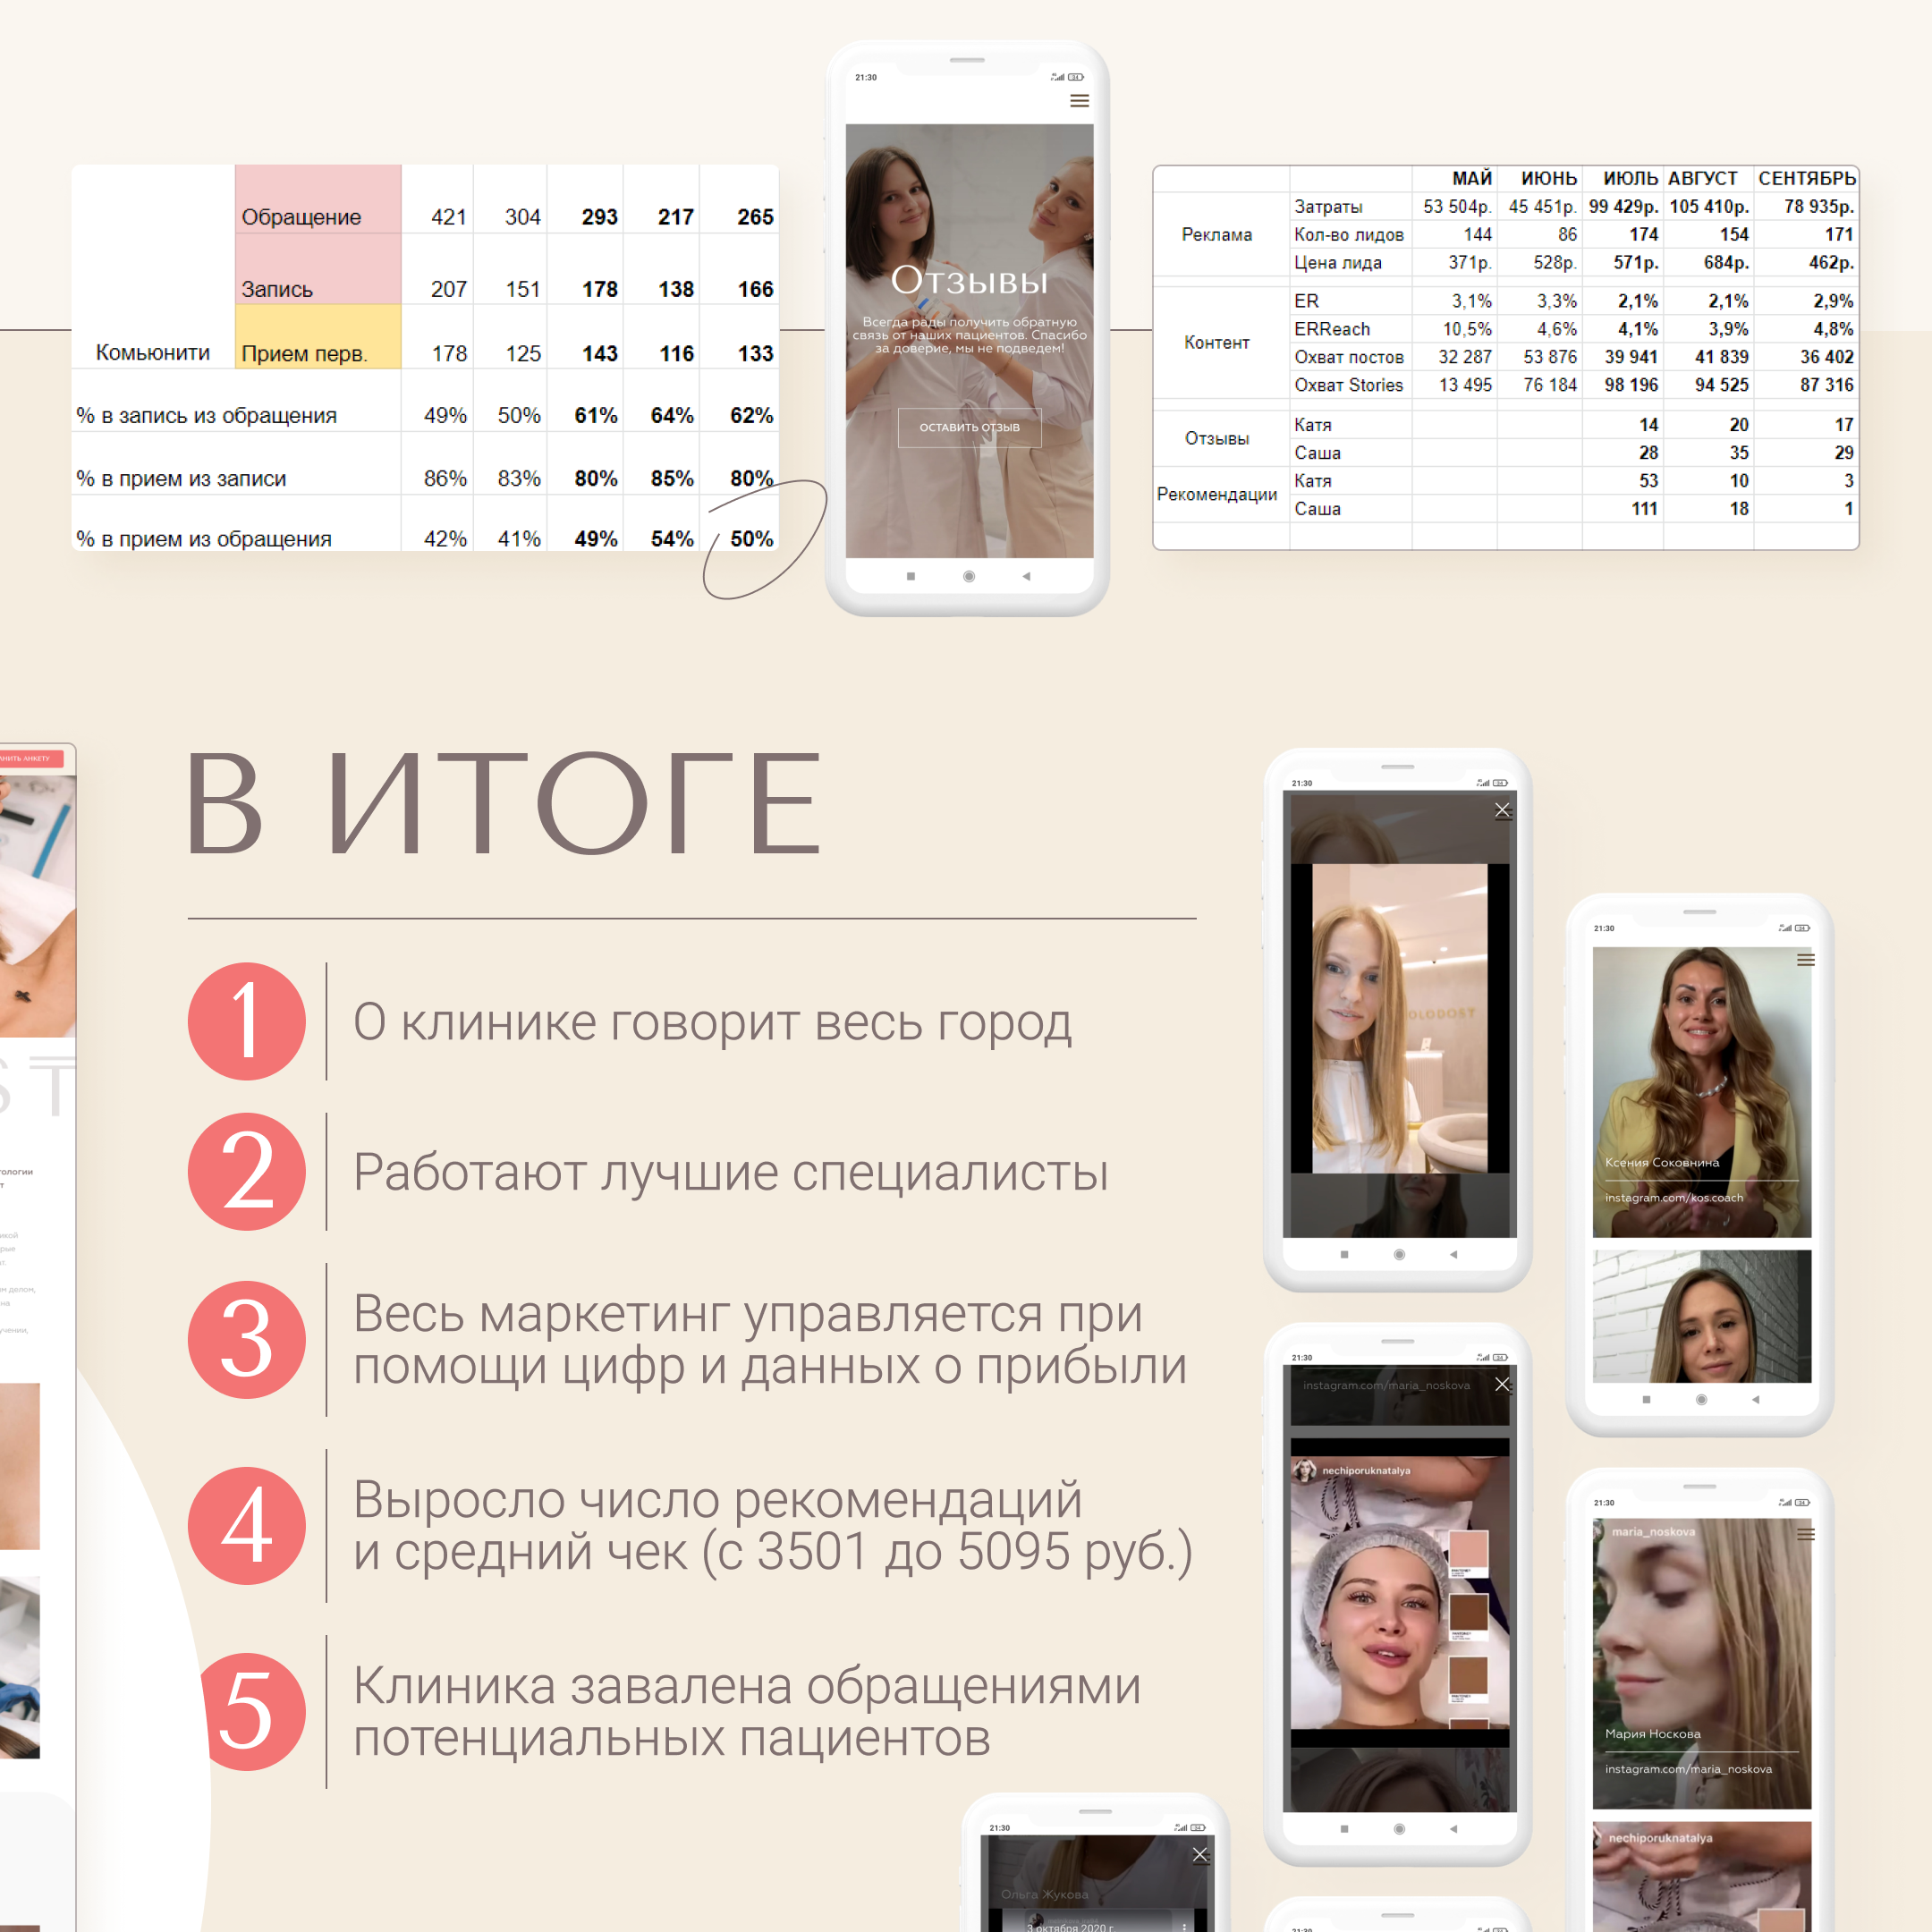 21:30
Отзывы
Всегда рады получить обратную
связь от наших пациентов. Спасибо
за доверие, мы не подведем!
ОСТАВИТЬ ОТЗЫВ
Обращение 421 304 293 217 265
Запись 207 151 178 138 166
Комьюнити Прием перв. 178 125 143 116 133
% в запись из обращения 49% 50% 61% 64% 62%
% в прием из записи 86% 83% 80% 85% 80%
% в прием из обращения 42% 41% 49% 54% 50%
МАЙ ИЮНЬ ИЮЛЬ АВГУСТ СЕНТЯБРЬ
Реклама
Затраты 53 504р. 45 451р. 99 429р. 105 410р. 78 935р.
Кол-во лидов 144 86 174 154 171
Цена лида 371р. 528р. 571р. 684р. 462р.
Контент
ER 3,1% 3,3% 2,1% 2,1% 2,9%
ERReach 10,5% 4,6% 4,1% 3,9% 4,8%
Охват постов 32 287 53 876 39 941 41 839 36 402
Охват Stories 13 495 76 184 98 196 94 525 87 316
Отзывы
Катя 14 20 17
Саша 28 35 29
Рекомендации
Катя 53 10 3
Саша 111 18 1
В ИТОГЕ
1 О клинике говорит весь город
2 Работают лучшие специалисты
3 Весь маркетинг управляется при
помощи цифр и данных о прибыли
4 Выросло число рекомендаций
и средний чек (с 3501 до 5095 руб.)
5 Клиника завалена обращениями
потенциальных пациентов
21:30
OLODOST
21:30
Ксения Соковнина
instagram.com/kos.coach
21:30
instagram.com/maria_noskova
nechiporuknatalya
21:30
maria_noskova
Мария Носкова
instagram.com/maria_noskova
nechiporuknatalya
21:30
Ольга Жукова
3 октября 2020 г.
21:30
АНКЕТУ
ST